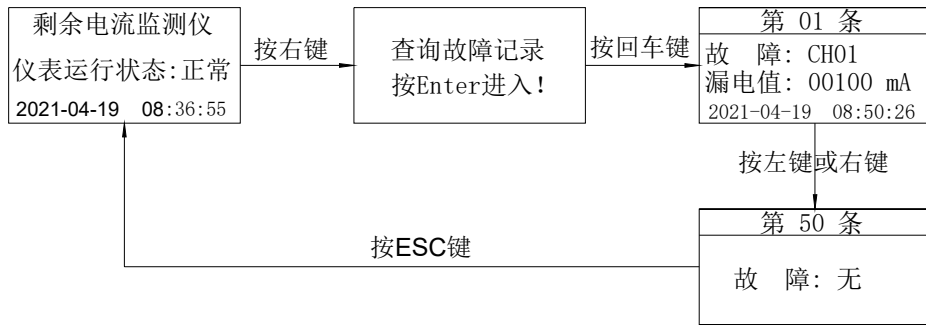 剩余电流监测仪
仪表运行状态:正常
2021-04-19 08:36:55
按右键
查询故障记录
按Enter进入!
按回车键
第 01 条
故 障: CH01
漏电值: 00100 mA
2021-04-19 08:50:26
按左键或右键
第 50 条
故 障: 无
按ESC键